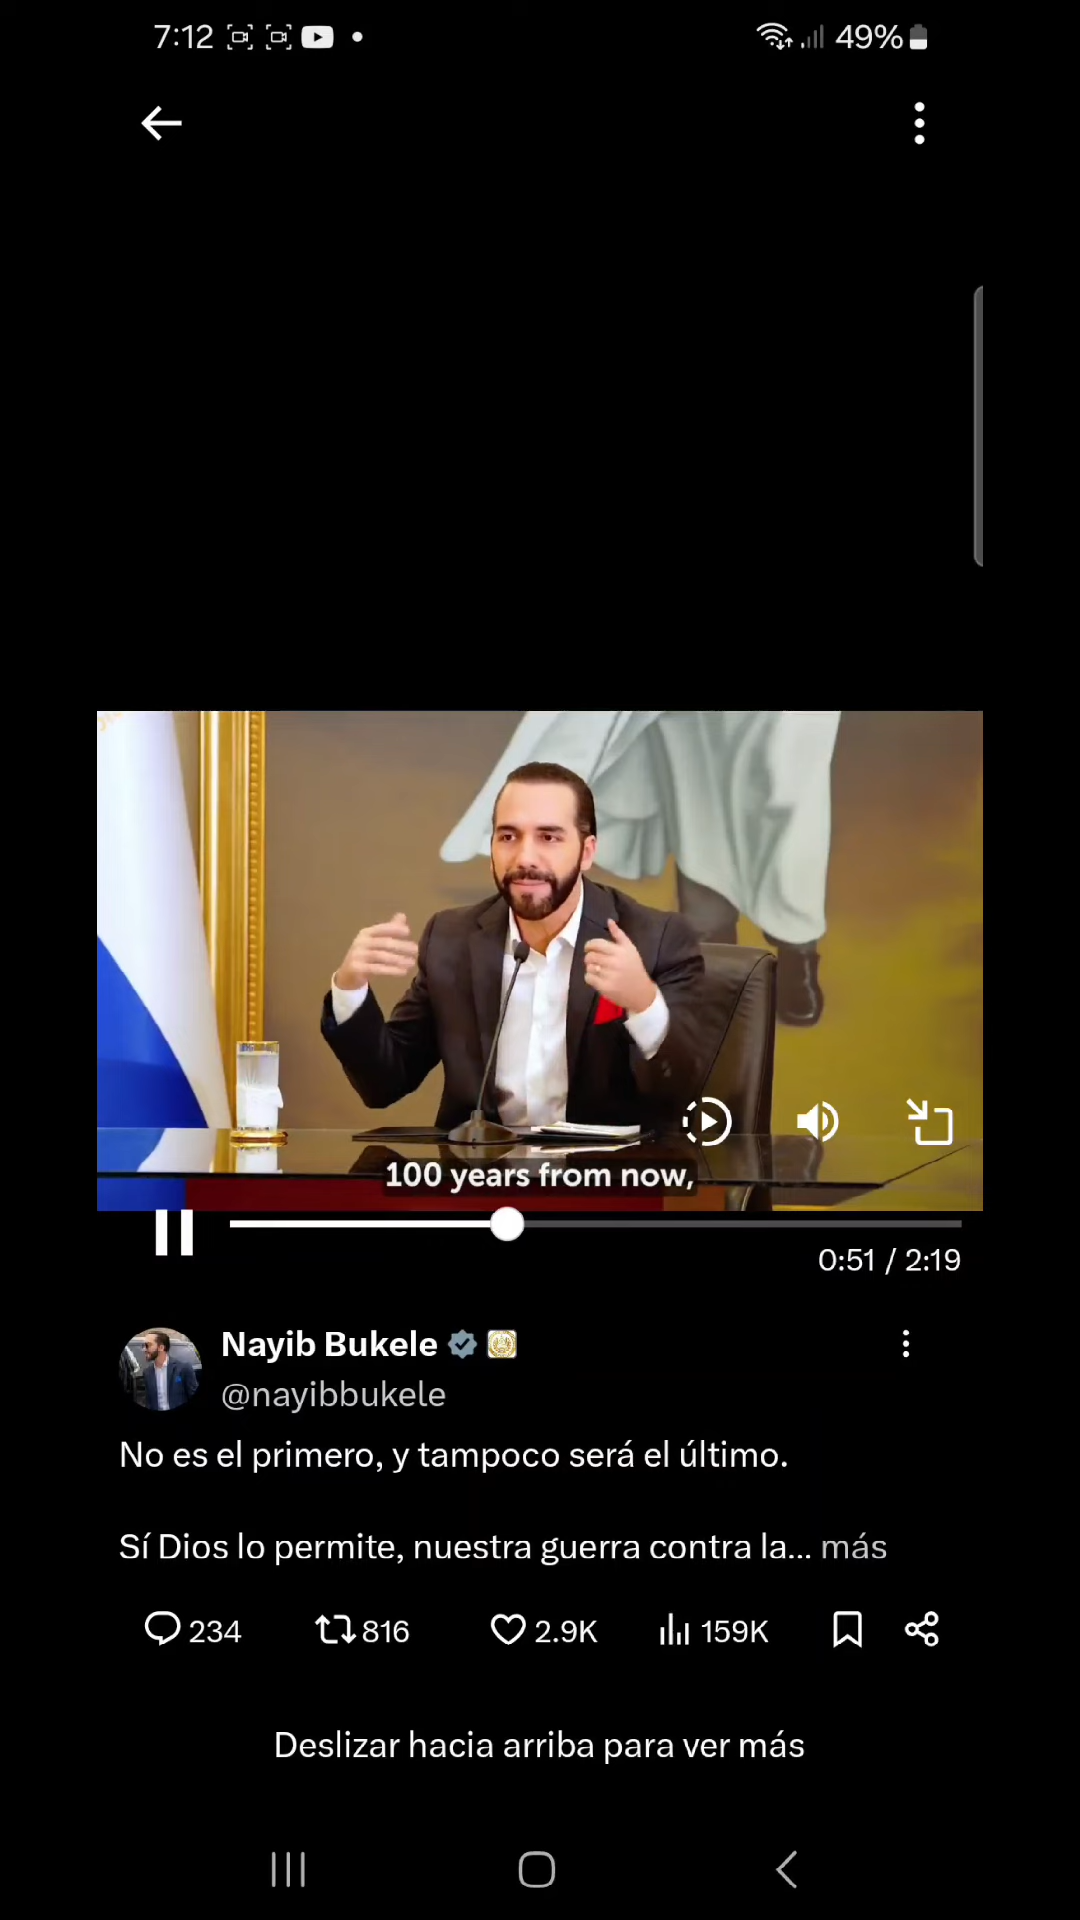 7:12
49%
100 years from now,
0:51 / 2:19
Nayib Bukele
@nayibbukele
No es el primero, y tampoco será el último.
Sí Dios lo permite, nuestra guerra contra la... más
234 816 2.9K 159K
Deslizar hacia arriba para ver más